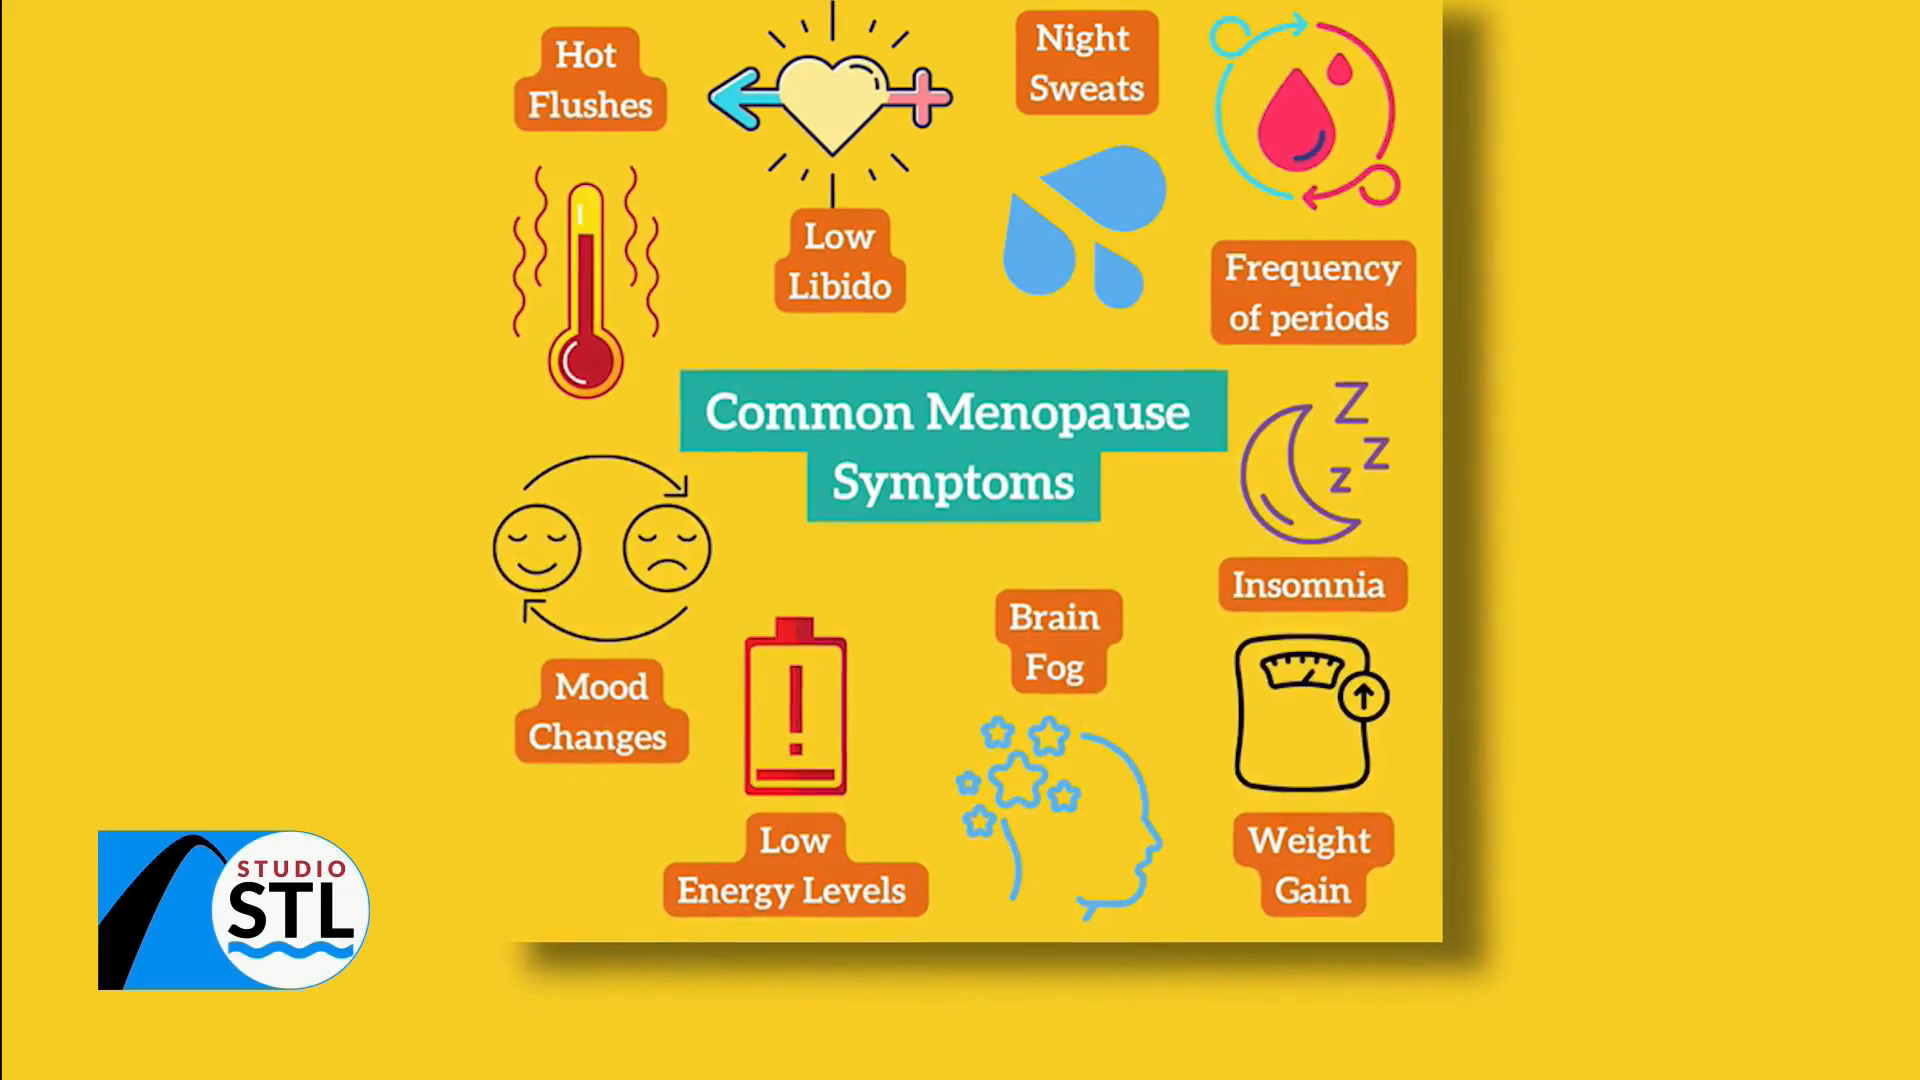 Hot
Flushes
Low
Libido
Night
Sweats
Frequency
of periods
Common Menopause
Symptoms
Z
Z
Z
Insomnia
Mood
Changes
Low
Energy Levels
Brain
Fog
Weight
Gain
STUDIO
STL